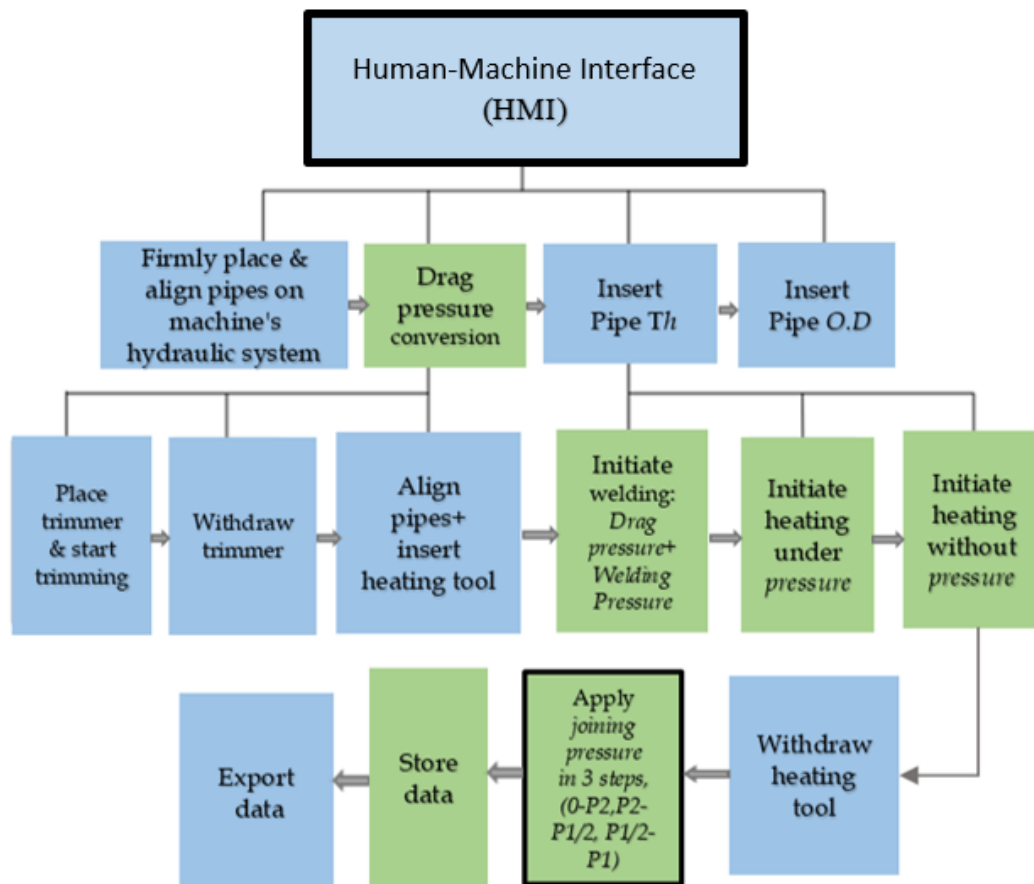 Human-Machine Interface
(HMI)
Firmly place &
align pipes on
machine's
hydraulic system
Drag
pressure
conversion
Insert
Pipe Th
Insert
Pipe O.D
Place
trimmer
& start
trimming
Withdraw
trimmer
Align
pipes+
insert
heating tool
Initiate
welding:
Drag
pressure+
Welding
Pressure
Initiate
heating
under
pressure
Initiate
heating
without
pressure
Export
data
Store
data
Apply
joining
pressure
in 3 steps,
(0-P2,P2-
P1/2, P1/2-
P1)
Withdraw
heating
tool